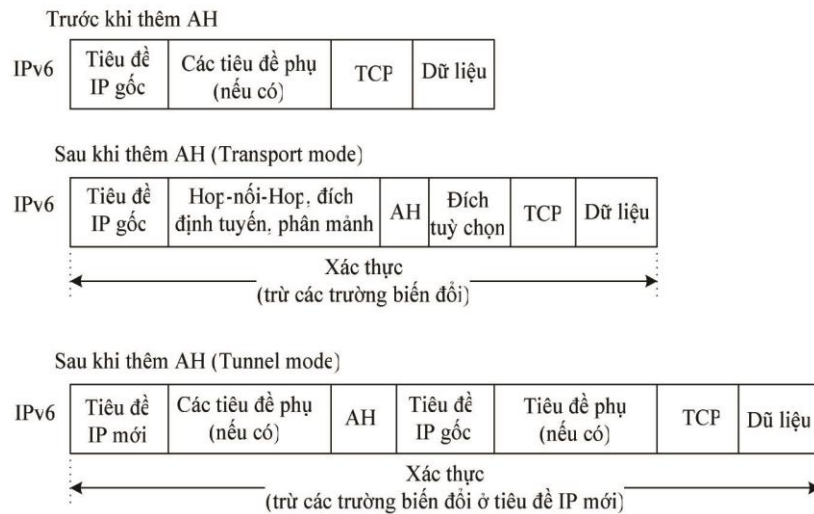 Trước khi thêm AH
IPv6
Tiêu đề
IP gốc
Các tiêu đề phụ
(nếu có)
TCP
Dữ liệu
Sau khi thêm AH (Transport mode)
IPv6
Tiêu đề
IP gốc
Hop-nối-Hop, đích
định tuyến, phân mảnh
AH
Đích
tuỳ chọn
TCP
Dữ liệu
Xác thực
(trừ các trường biến đổi)
Sau khi thêm AH (Tunnel mode)
IPv6
Tiêu đề
IP mới
Các tiêu đề phụ
(nếu có)
AH
Tiêu đề
IP gốc
Tiêu đề phụ
(nếu có)
TCP
Dũ liệu
Xác thực
(trừ các trường biến đổi ở tiêu đề IP mới)